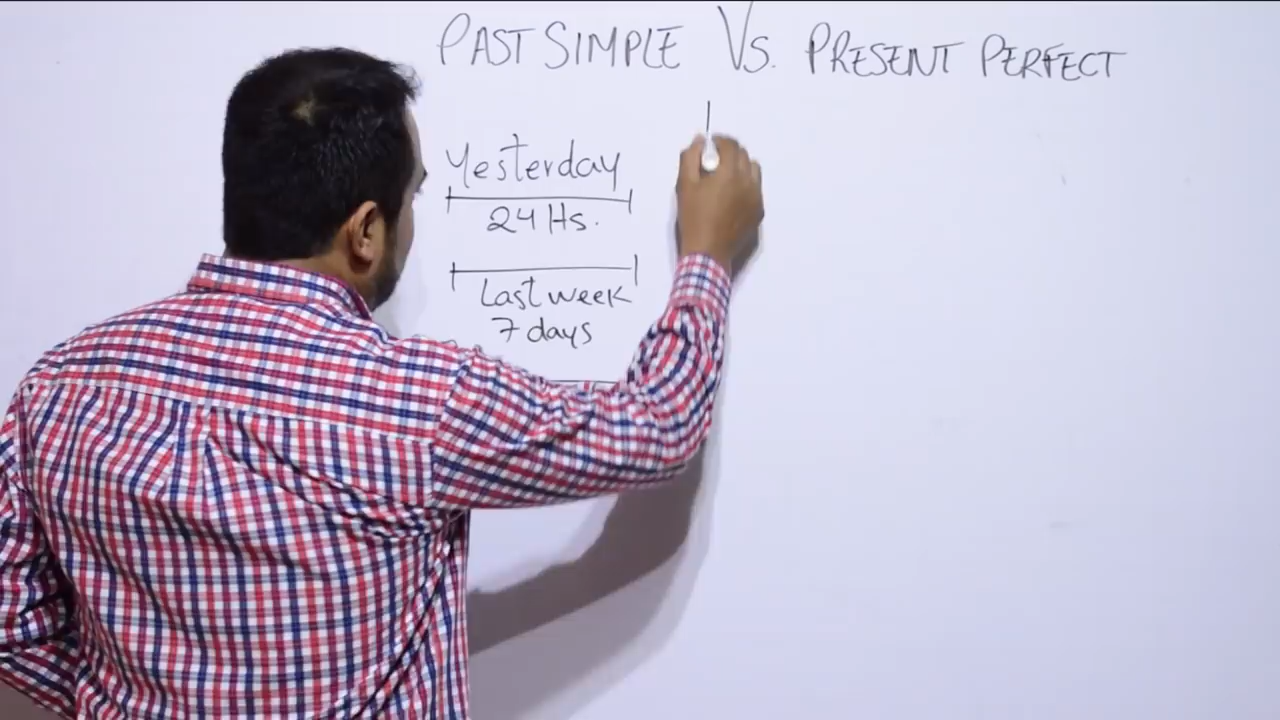 PAST SIMPLE Vs. PRESENT PERFECT
Yesterday
24 Hs.
Last week
7 days